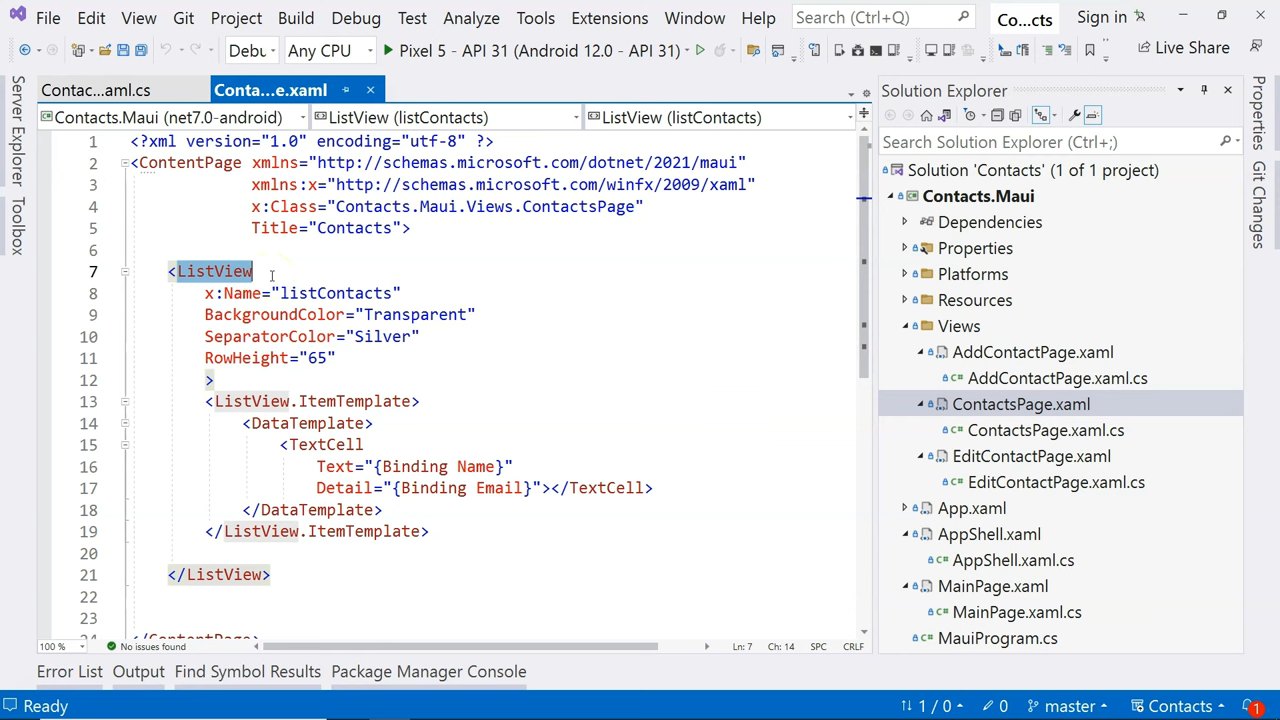 File Edit View Git Project Build Debug Test Analyze Tools Extensions Window Help Search (Ctrl+Q) Co...cts Sign in
Debu Any CPU Pixel 5 - API 31 (Android 12.0 - API 31) Live Share
Contac...aml.cs Conta...e.xaml
Contacts.Maui (net7.0-android) ListView (listContacts) ListView (listContacts)
1 <?xml version="1.0" encoding="utf-8" ?>
2 <ContentPage xmlns="http://schemas.microsoft.com/dotnet/2021/maui"
3 xmlns:x="http://schemas.microsoft.com/winfx/2009/xaml"
4 x:Class="Contacts.Maui.Views.ContactsPage"
5 Title="Contacts">
6
7 <ListView
8 x:Name="listContacts"
9 BackgroundColor="Transparent"
10 SeparatorColor="Silver"
11 RowHeight="65"
12 >
13 <ListView.ItemTemplate>
14 <DataTemplate>
15 <TextCell
16 Text="{Binding Name}"
17 Detail="{Binding Email}"></TextCell>
18 </DataTemplate>
19 </ListView.ItemTemplate>
20
21 </ListView>
22
23
24 </ContentPage>
100 % No issues found Ln: 7 Ch: 14 SPC CRLF
Error List Output Find Symbol Results Package Manager Console
Ready 1 / 0 0 master Contacts 1
Server Explorer
Toolbox
Solution Explorer
Search Solution Explorer (Ctrl+;)
Solution 'Contacts' (1 of 1 project)
Contacts.Maui
Dependencies
Properties
Platforms
Resources
Views
AddContactPage.xaml
AddContactPage.xaml.cs
ContactsPage.xaml
ContactsPage.xaml.cs
EditContactPage.xaml
EditContactPage.xaml.cs
App.xaml
AppShell.xaml
AppShell.xaml.cs
MainPage.xaml
MainPage.xaml.cs
MauiProgram.cs
Properties
Git Changes